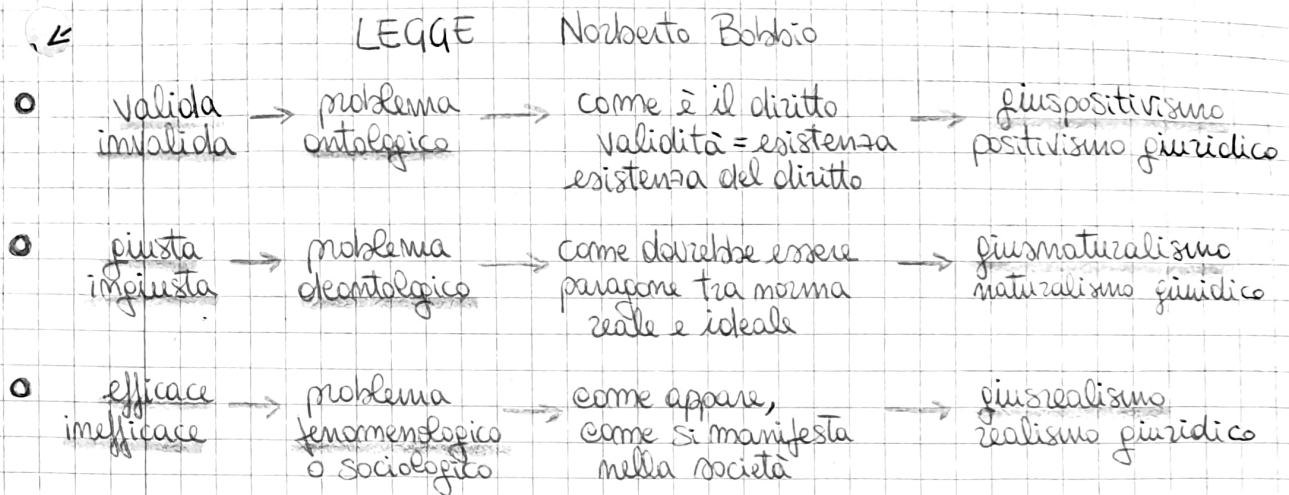 LEGGE Norberto Bobbio
valida → problema → come è il diritto → giuspositivismo
invalida ontologico validità = esistenza positivismo giuridico
esistenza del diritto
giusta → problema → come dovrebbe essere → giusnaturalismo
ingiusta deontologico paragone tra norma naturalismo giuridico
reale e ideale
efficace → problema → come appare, → giusrealismo
inefficace fenomenologico come si manifesta realismo giuridico
o sociologico nella società